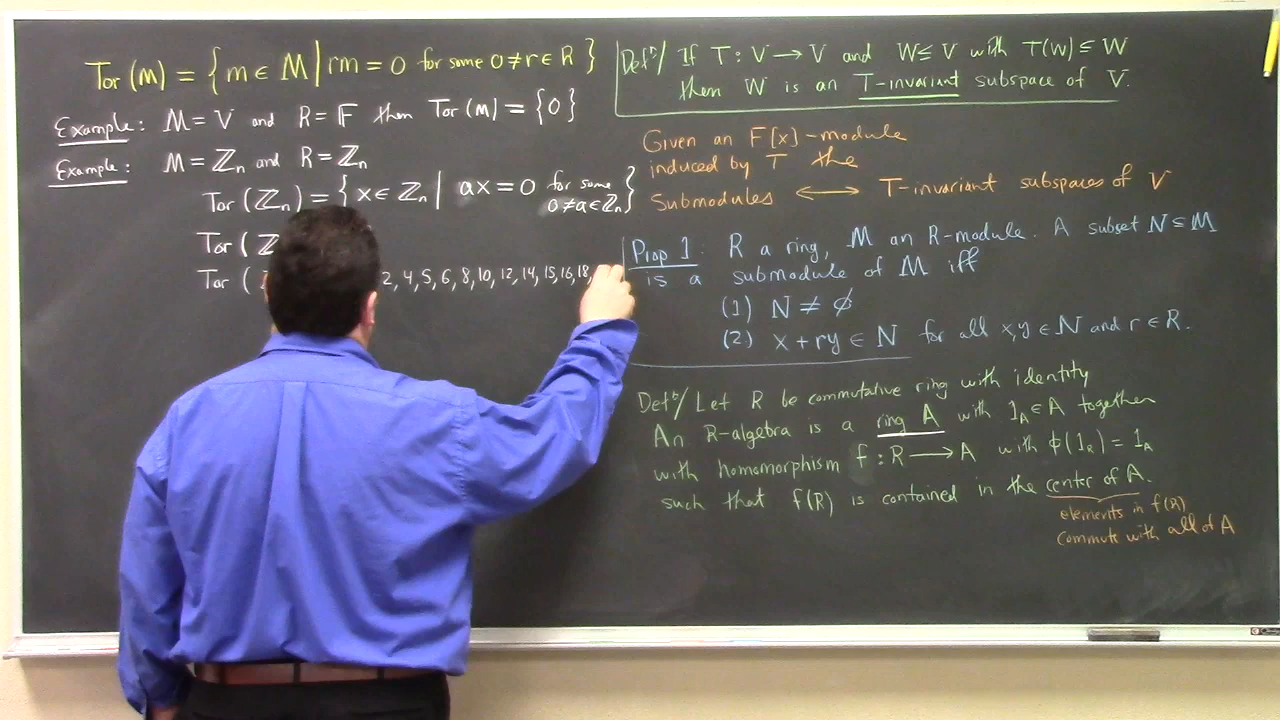 Tor (M) = { m ∈ M | rm = 0 for some 0 ≠ r ∈ R }
Example: M = V and R = F then Tor (M) = {0}
Example: M = ℤn and R = ℤn
Tor (ℤn) = { x ∈ ℤn | ax = 0 for some 0 ≠ a ∈ ℤn }
Tor ( ℤ
Tor (
2, 4, 5, 6, 8, 10, 12, 14, 15, 16, 18,
Defⁿ/ If T : V → V and W ≤ V with T(W) ⊆ W
then W is an T-invariant subspace of V.
Given an F[x]-module
induced by T the
Submodules ⟷ T-invariant subspaces of V
Prop 1: R a ring, M an R-module. A subset N ⊆ M
is a submodule of M iff
(1) N ≠ ϕ
(2) x + ry ∈ N for all x, y ∈ N and r ∈ R.
Defⁿ/ Let R be commutative ring with identity
An R-algebra is a ring A with 1_A ∈ A together
with homomorphism f : R ⟶ A with ϕ(1_R) = 1_A
such that f(R) is contained in the center of A.
elements in f(R)
commute with all of A